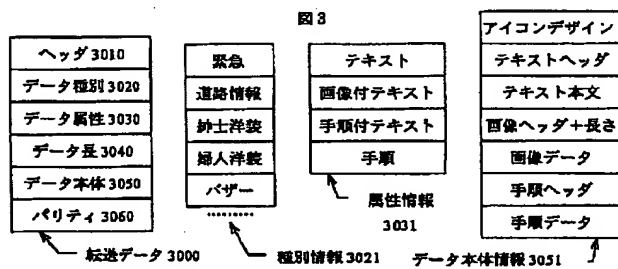 図3
ヘッダ 3010
データ種別 3020
データ属性 3030
データ長 3040
データ本体 3050
パリティ 3060
転送データ 3000
緊急
道路情報
紳士洋装
婦人洋装
バザー
種別情報 3021
テキスト
画像付テキスト
手順付テキスト
手順
属性情報
3031
アイコンデザイン
テキストヘッダ
テキスト本文
画像ヘッダ+長さ
画像データ
手順ヘッダ
手順データ
データ本体情報 3051